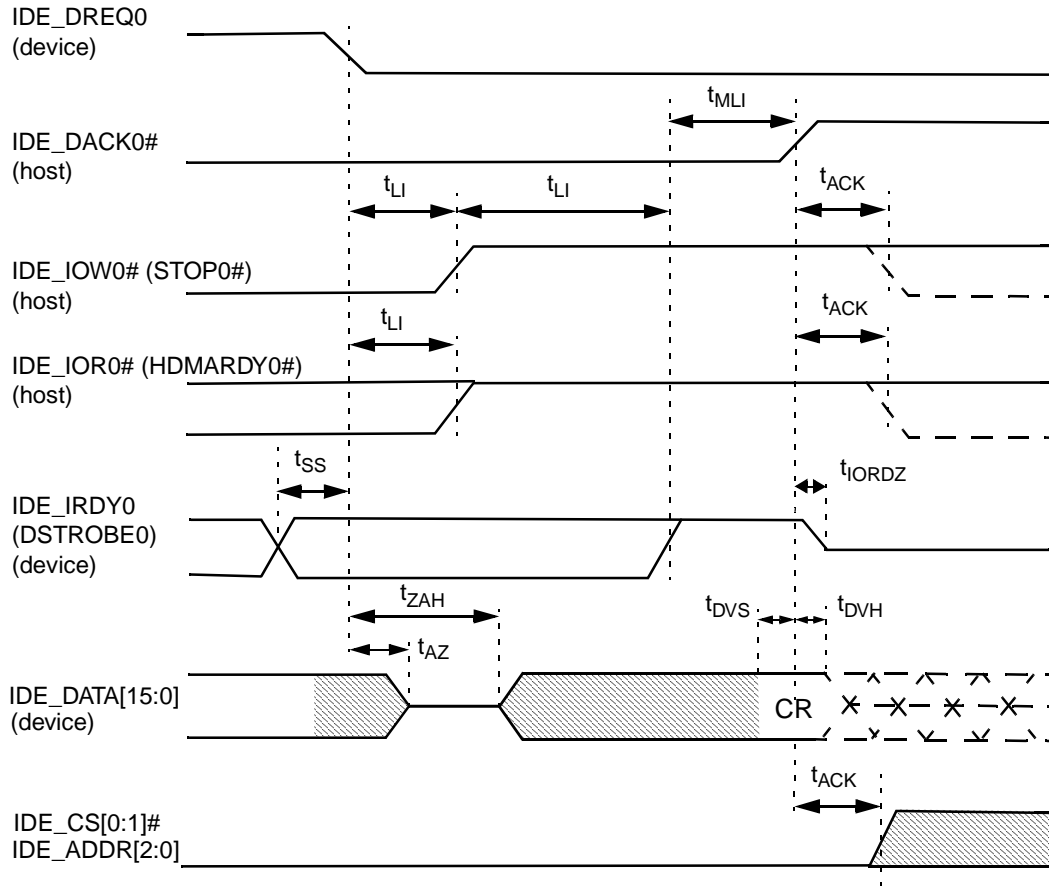 IDE_DREQ0
(device)
tMLI
IDE_DACK0#
(host)
tLI
tLI
tACK
IDE_IOW0# (STOP0#)
(host)
tLI
tACK
IDE_IOR0# (HDMARDY0#)
(host)
tSS
tIORDZ
IDE_IRDY0
(DSTROBE0)
(device)
tZAH
tDVS
tDVH
tAZ
IDE_DATA[15:0]
(device)
CR
tACK
IDE_CS[0:1]#
IDE_ADDR[2:0]